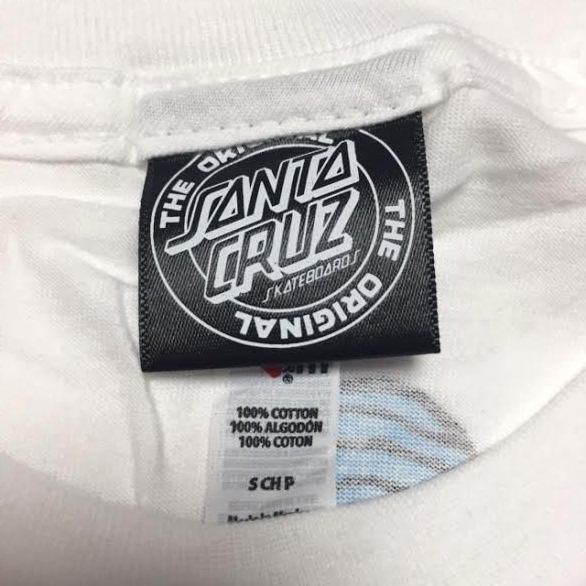 THE ORIGINAL
SANTA
CRUZ
SKATEBOARDS
THE ORIGINAL
®
100% COTTON
100% ALGODÓN
100% COTON
S CH P